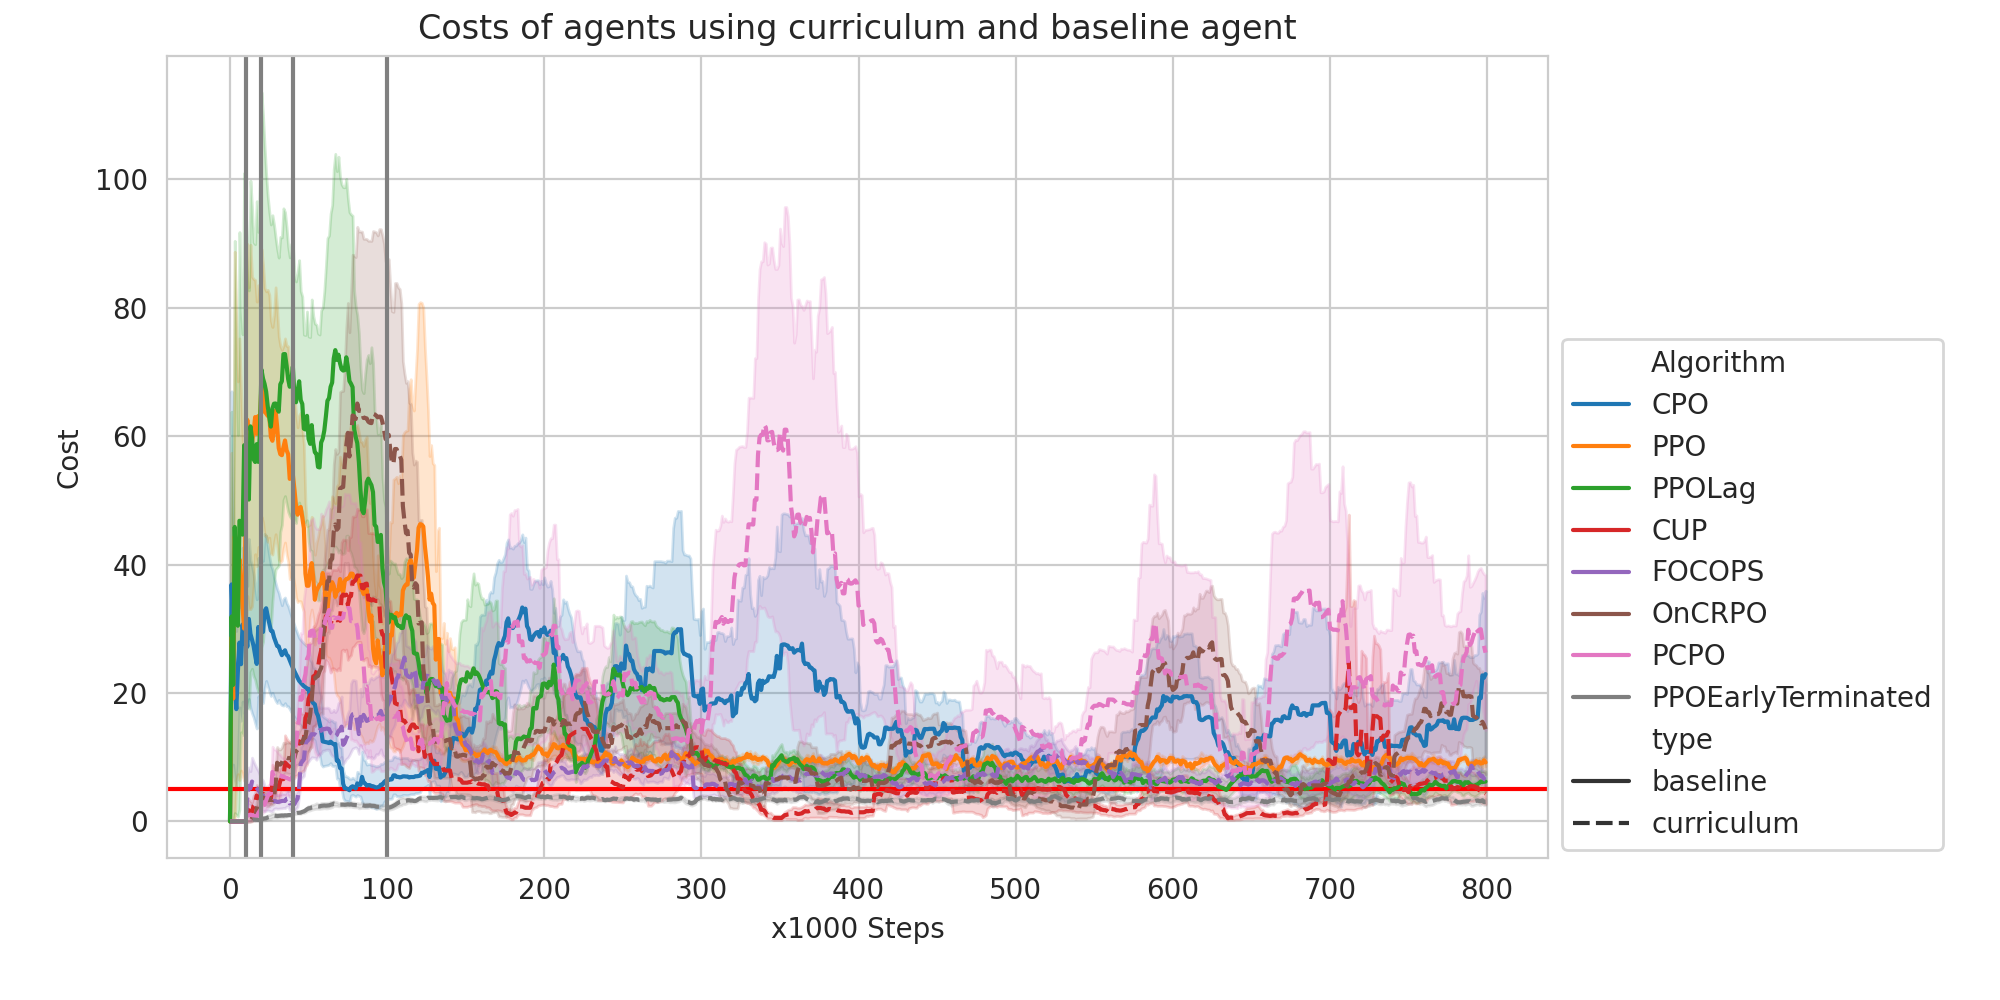 Costs of agents using curriculum and baseline agent
Cost
100
80
60
40
20
0
0 100 200 300 400 500 600 700 800
x1000 Steps
Algorithm
CPO
PPO
PPOLag
CUP
FOCOPS
OnCRPO
PCPO
PPOEarlyTerminated
type
baseline
curriculum